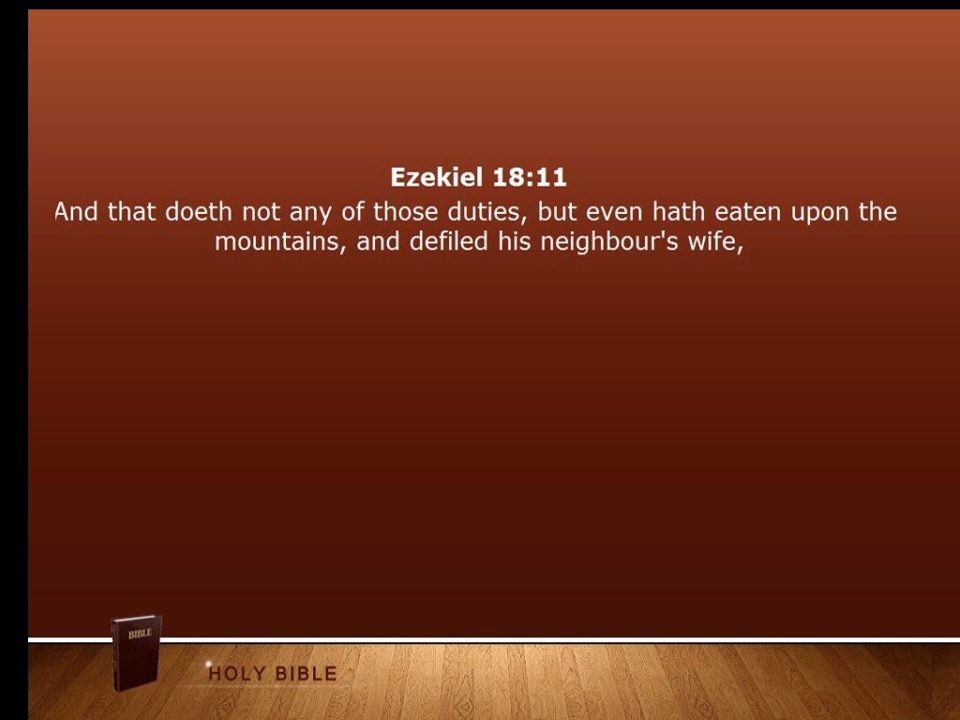 Ezekiel 18:11
And that doeth not any of those duties, but even hath eaten upon the
mountains, and defiled his neighbour's wife,
BIBLE
HOLY BIBLE